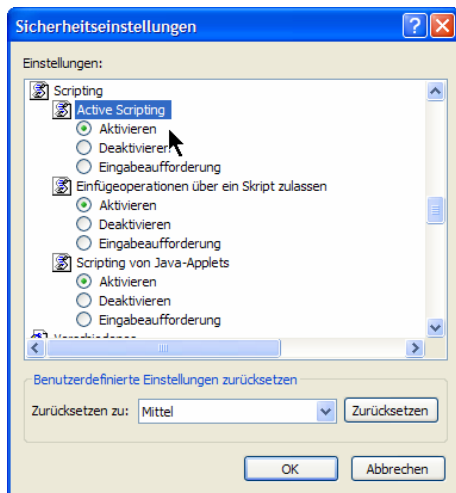 Sicherheitseinstellungen
Einstellungen:
Scripting
Active Scripting
Aktivieren
Deaktivieren
Eingabeaufforderung
Einfügeoperationen über ein Skript zulassen
Aktivieren
Deaktivieren
Eingabeaufforderung
Scripting von Java-Applets
Aktivieren
Deaktivieren
Eingabeaufforderung
Benutzerdefinierte Einstellungen zurücksetzen
Zurücksetzen zu: Mittel Zurücksetzen
OK Abbrechen